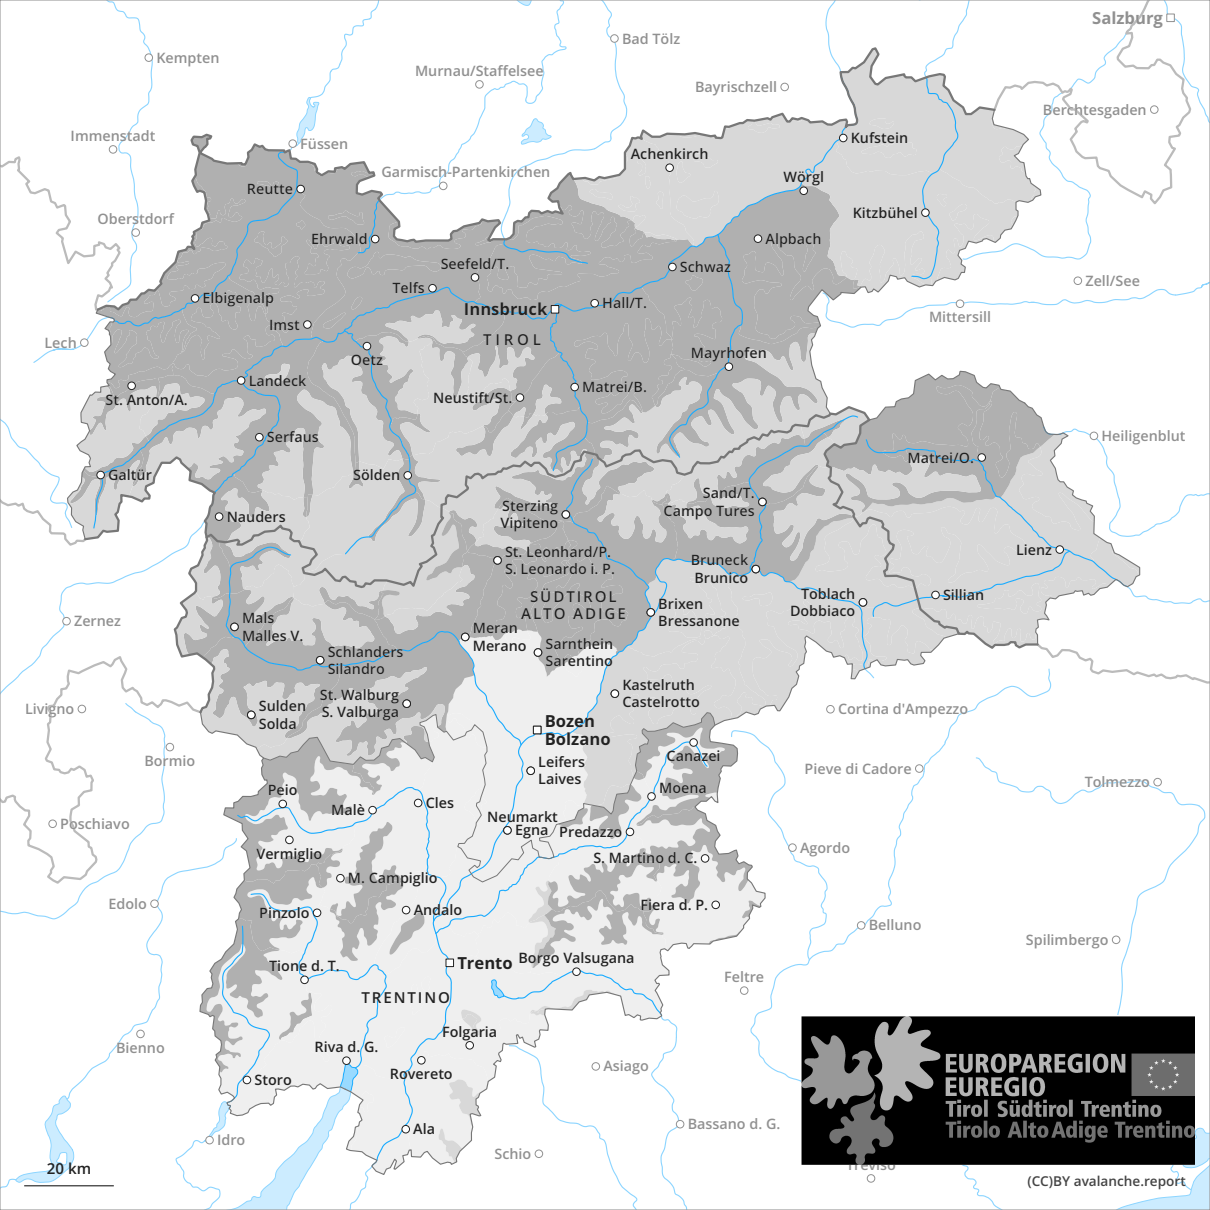 Salzburg
Kempten
Bad Tölz
Murnau/Staffelsee
Bayrischzell
Berchtesgaden
Immenstadt
Füssen
Kufstein
Achenkirch
Garmisch-Partenkirchen
Wörgl
Reutte
Oberstdorf
Kitzbühel
Ehrwald
Alpbach
Seefeld/T.
Schwaz
Zell/See
Telfs
Elbigenalp
Hall/T.
Innsbruck
Mittersill
Imst
TIROL
Lech
Oetz
Mayrhofen
Landeck
Matrei/B.
St. Anton/A.
Neustift/St.
Serfaus
Heiligenblut
Matrei/O.
Galtür
Sölden
Sand/T.
Campo Tures
Sterzing
Vipiteno
Nauders
Lienz
St. Leonhard/P.
S. Leonardo i. P.
Bruneck
Brunico
SÜDTIROL
ALTO ADIGE
Toblach
Dobbiaco
Sillian
Brixen
Bressanone
Zernez
Mals
Malles V.
Meran
Merano
Sarnthein
Sarentino
Schlanders
Silandro
Kastelruth
Castelrotto
St. Walburg
S. Valburga
Livigno
Sulden
Solda
Cortina d'Ampezzo
Bozen
Bolzano
Bormio
Canazei
Leifers
Laives
Pieve di Cadore
Tolmezzo
Peio
Moena
Malè
Cles
Neumarkt
Egna
Predazzo
Poschiavo
Vermiglio
S. Martino d. C.
Agordo
M. Campiglio
Edolo
Pinzolo
Andalo
Fiera d. P.
Belluno
Spilimbergo
Trento
Borgo Valsugana
Tione d. T.
Feltre
TRENTINO
Folgaria
Bienno
Riva d. G.
Rovereto
Asiago
Storo
EUROPAREGION
EUREGIO
Tirol Südtirol Trentino
Tirolo Alto Adige Trentino
Ala
Bassano d. G.
Idro
Schio
Treviso
20 km
(CC)BY avalanche.report